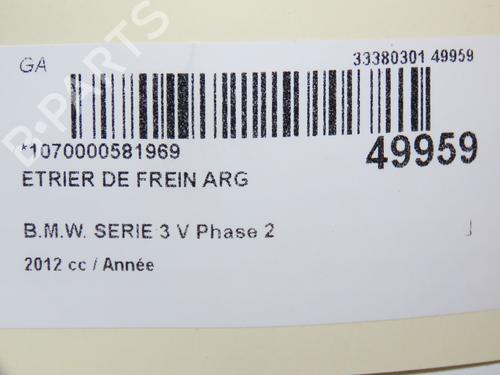 GA
33380301 49959
*1070000581969
49959
ETRIER DE FREIN ARG
B.M.W. SERIE 3 V Phase 2
J
2012 cc / Année
B-PARTS